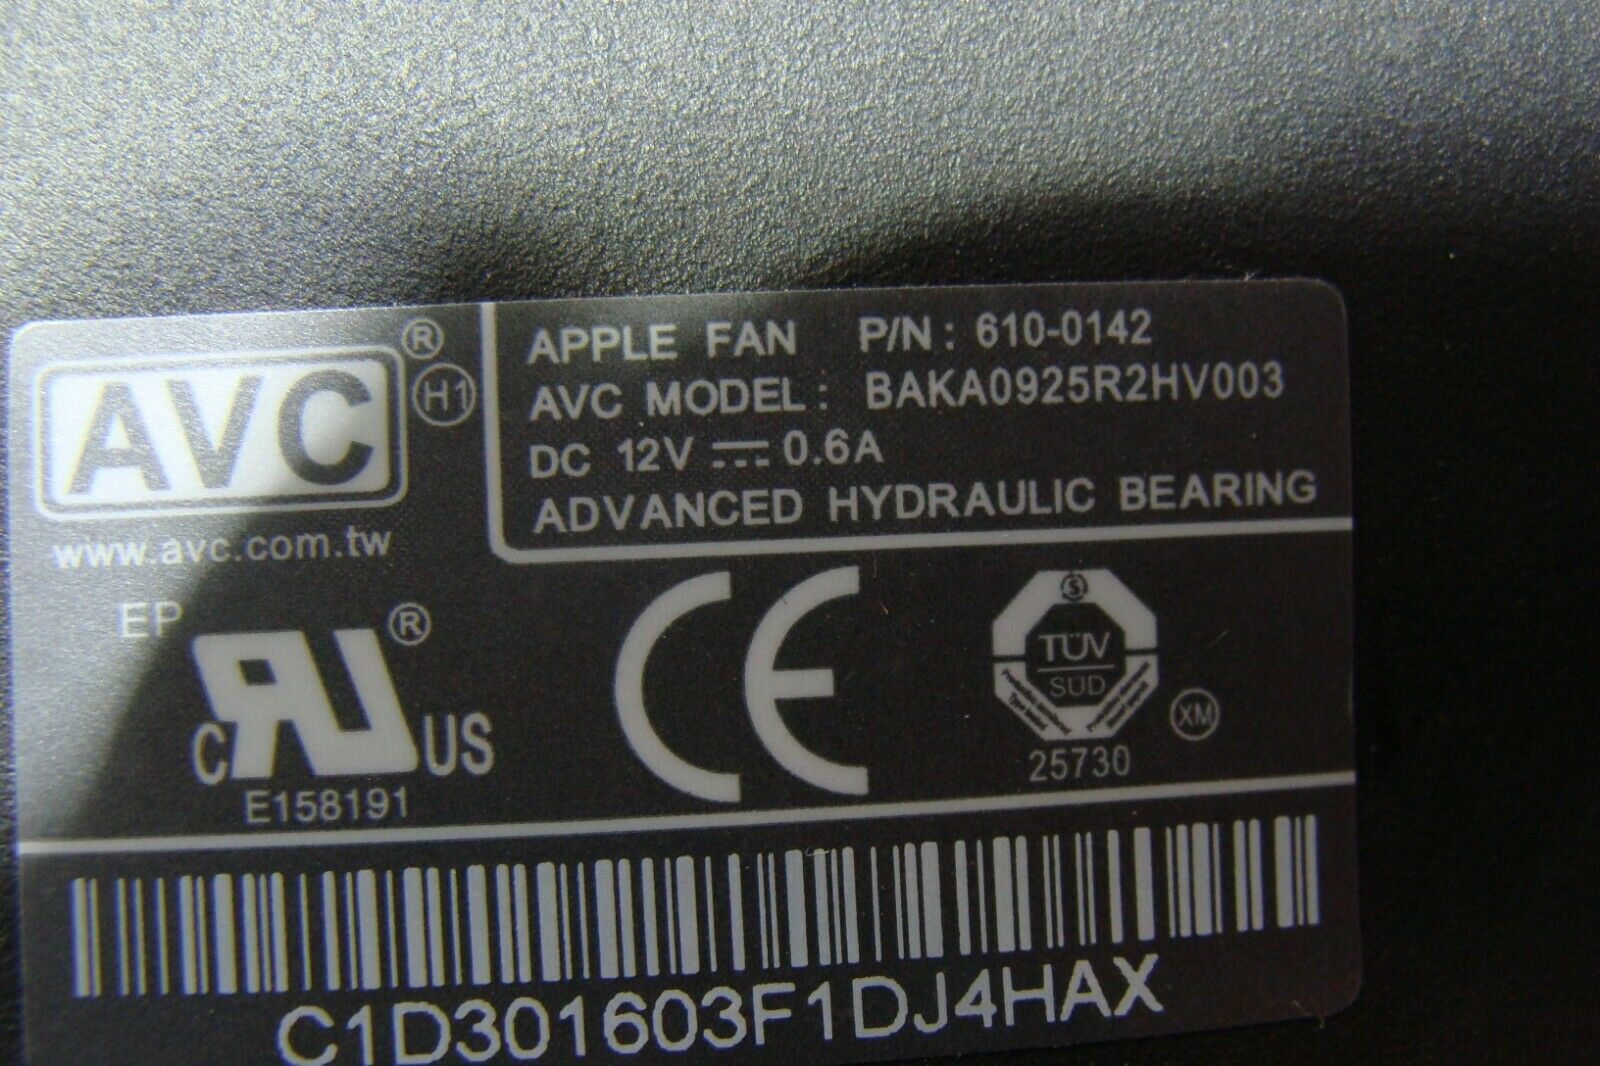 AVC ®
H1
www.avc.com.tw
APPLE FAN P/N: 610-0142
AVC MODEL: BAKA0925R2HV003
DC 12V ⎓ 0.6A
ADVANCED HYDRAULIC BEARING
EP
®
C US
E158191
CE
S
TÜV
SÜD
XM
25730
C1D301603F1DJ4HAX